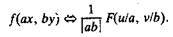 f(ax, by) ⇔ 1/|ab| F(u/a, v/b).